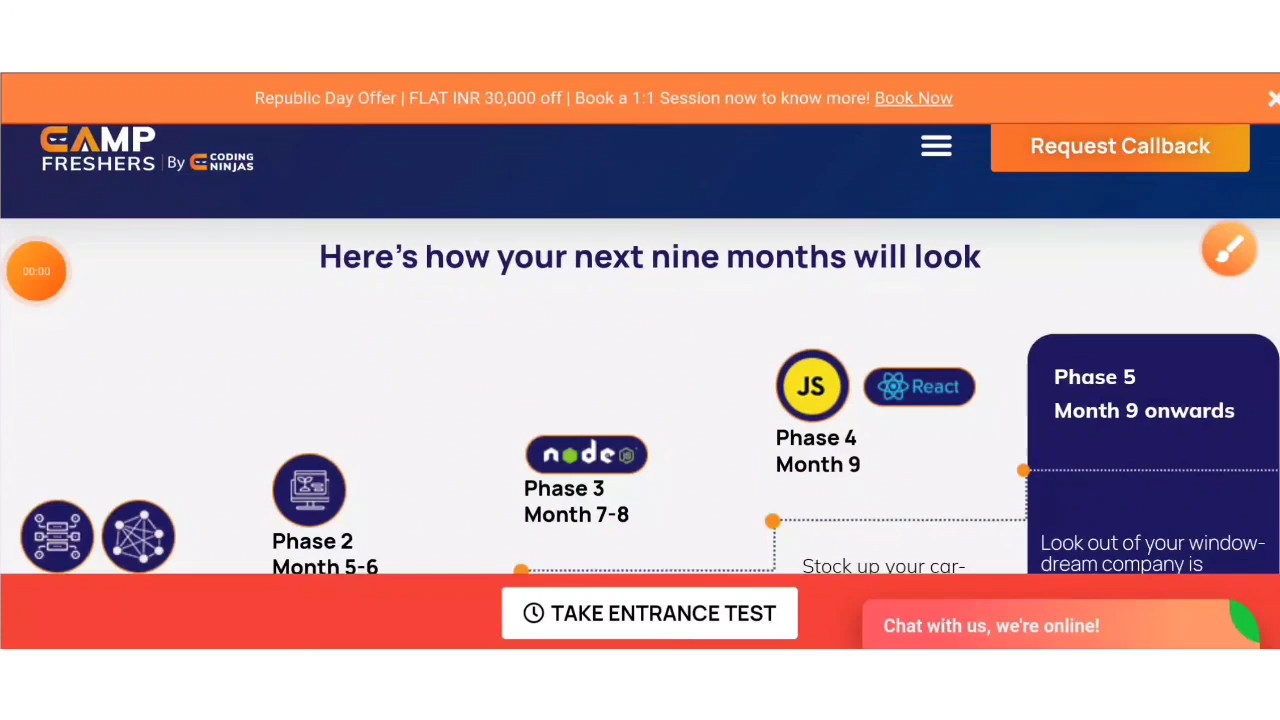 Republic Day Offer | FLAT INR 30,000 off | Book a 1:1 Session now to know more! Book Now
CAMP
FRESHERS
By
CODING
NINJAS
Request Callback
Here's how your next nine months will look
00:00
JS
React
Phase 5
Month 9 onwards
Phase 4
Month 9
node
JS
Phase 3
Month 7-8
Phase 2
Month 5-6
Look out of your window-
dream company is
Stock up your car-
TAKE ENTRANCE TEST
Chat with us, we're online!